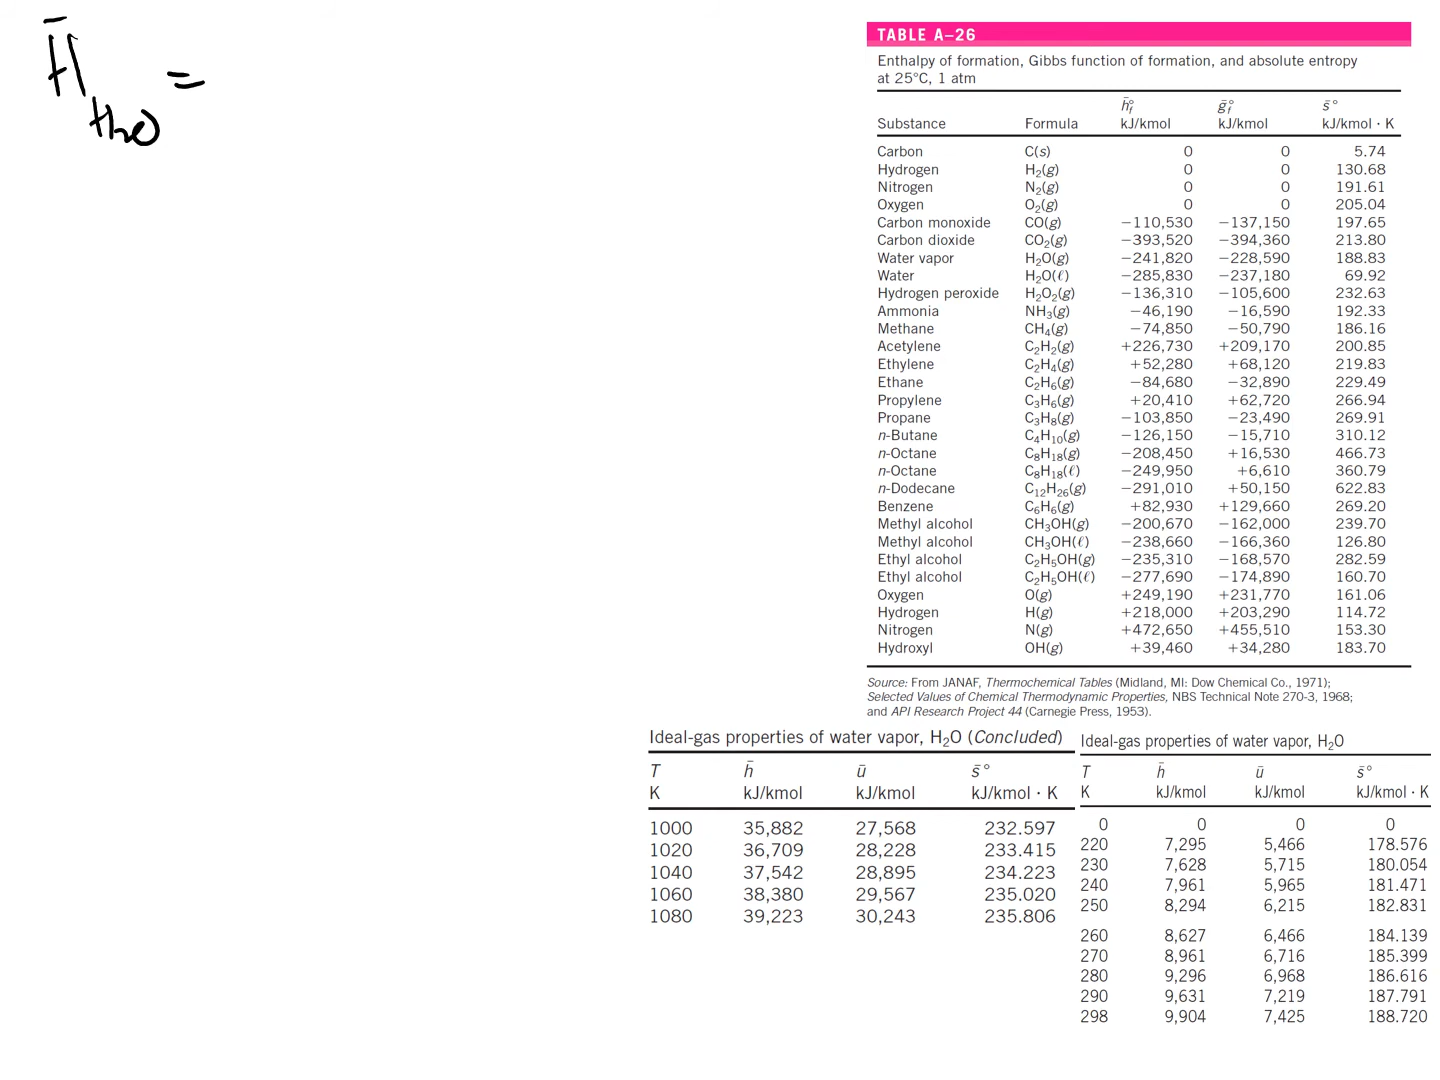 H̄ H₂O =
TABLE A–26
Enthalpy of formation, Gibbs function of formation, and absolute entropy
at 25°C, 1 atm
h̄f° ḡf° s̄°
Substance Formula kJ/kmol kJ/kmol kJ/kmol · K
Carbon C(s) 0 0 5.74
Hydrogen H₂(g) 0 0 130.68
Nitrogen N₂(g) 0 0 191.61
Oxygen O₂(g) 0 0 205.04
Carbon monoxide CO(g) −110,530 −137,150 197.65
Carbon dioxide CO₂(g) −393,520 −394,360 213.80
Water vapor H₂O(g) −241,820 −228,590 188.83
Water H₂O(ℓ) −285,830 −237,180 69.92
Hydrogen peroxide H₂O₂(g) −136,310 −105,600 232.63
Ammonia NH₃(g) −46,190 −16,590 192.33
Methane CH₄(g) −74,850 −50,790 186.16
Acetylene C₂H₂(g) +226,730 +209,170 200.85
Ethylene C₂H₄(g) +52,280 +68,120 219.83
Ethane C₂H₆(g) −84,680 −32,890 229.49
Propylene C₃H₆(g) +20,410 +62,720 266.94
Propane C₃H₈(g) −103,850 −23,490 269.91
n-Butane C₄H₁₀(g) −126,150 −15,710 310.12
n-Octane C₈H₁₈(g) −208,450 +16,530 466.73
n-Octane C₈H₁₈(ℓ) −249,950 +6,610 360.79
n-Dodecane C₁₂H₂₆(g) −291,010 +50,150 622.83
Benzene C₆H₆(g) +82,930 +129,660 269.20
Methyl alcohol CH₃OH(g) −200,670 −162,000 239.70
Methyl alcohol CH₃OH(ℓ) −238,660 −166,360 126.80
Ethyl alcohol C₂H₅OH(g) −235,310 −168,570 282.59
Ethyl alcohol C₂H₅OH(ℓ) −277,690 −174,890 160.70
Oxygen O(g) +249,190 +231,770 161.06
Hydrogen H(g) +218,000 +203,290 114.72
Nitrogen N(g) +472,650 +455,510 153.30
Hydroxyl OH(g) +39,460 +34,280 183.70
Source: From JANAF, Thermochemical Tables (Midland, MI: Dow Chemical Co., 1971);
Selected Values of Chemical Thermodynamic Properties, NBS Technical Note 270-3, 1968;
and API Research Project 44 (Carnegie Press, 1953).
Ideal-gas properties of water vapor, H₂O (Concluded)
T h̄ ū s̄°
K kJ/kmol kJ/kmol kJ/kmol · K
1000 35,882 27,568 232.597
1020 36,709 28,228 233.415
1040 37,542 28,895 234.223
1060 38,380 29,567 235.020
1080 39,223 30,243 235.806
Ideal-gas properties of water vapor, H₂O
T h̄ ū s̄°
K kJ/kmol kJ/kmol kJ/kmol · K
0 0 0 0
220 7,295 5,466 178.576
230 7,628 5,715 180.054
240 7,961 5,965 181.471
250 8,294 6,215 182.831
260 8,627 6,466 184.139
270 8,961 6,716 185.399
280 9,296 6,968 186.616
290 9,631 7,219 187.791
298 9,904 7,425 188.720